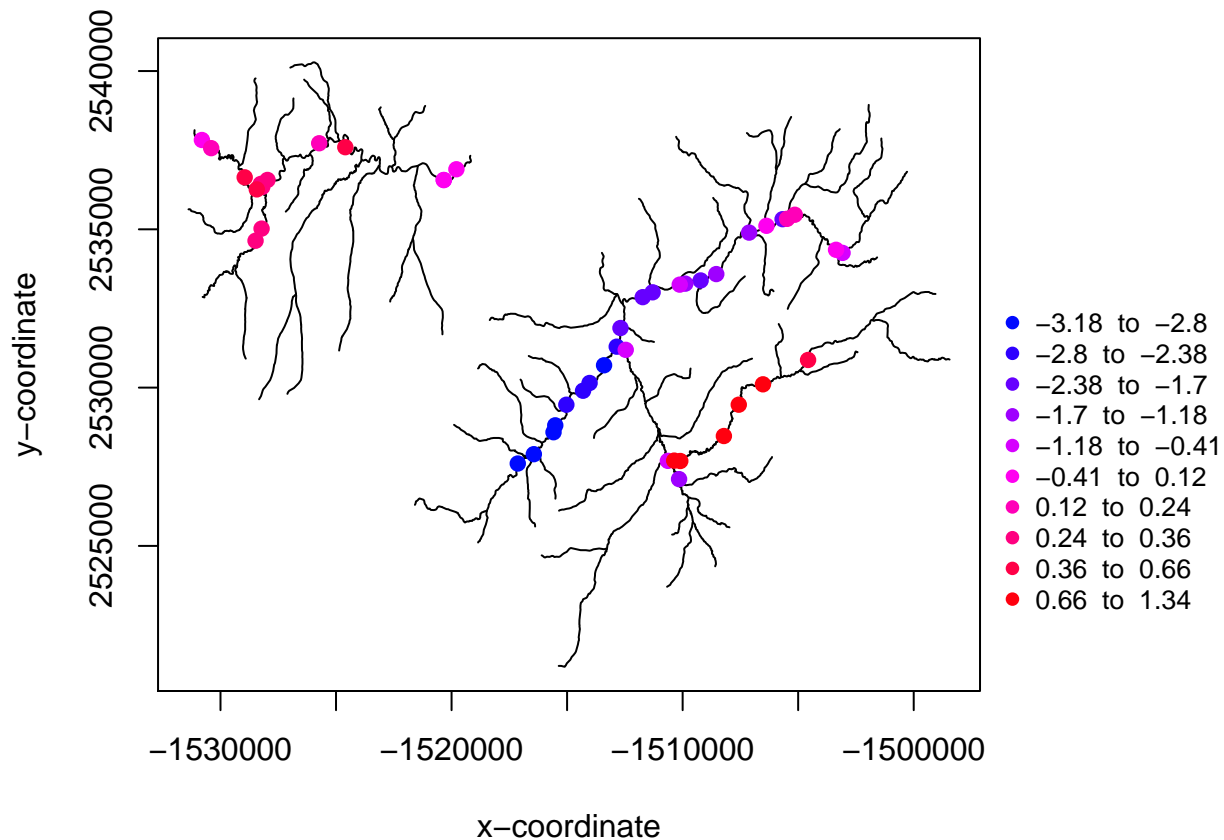 2540000
2535000
2530000
2525000
y−coordinate
−1530000
−1520000
−1510000
−1500000
x−coordinate
−3.18 to −2.8
−2.8 to −2.38
−2.38 to −1.7
−1.7 to −1.18
−1.18 to −0.41
−0.41 to 0.12
0.12 to 0.24
0.24 to 0.36
0.36 to 0.66
0.66 to 1.34